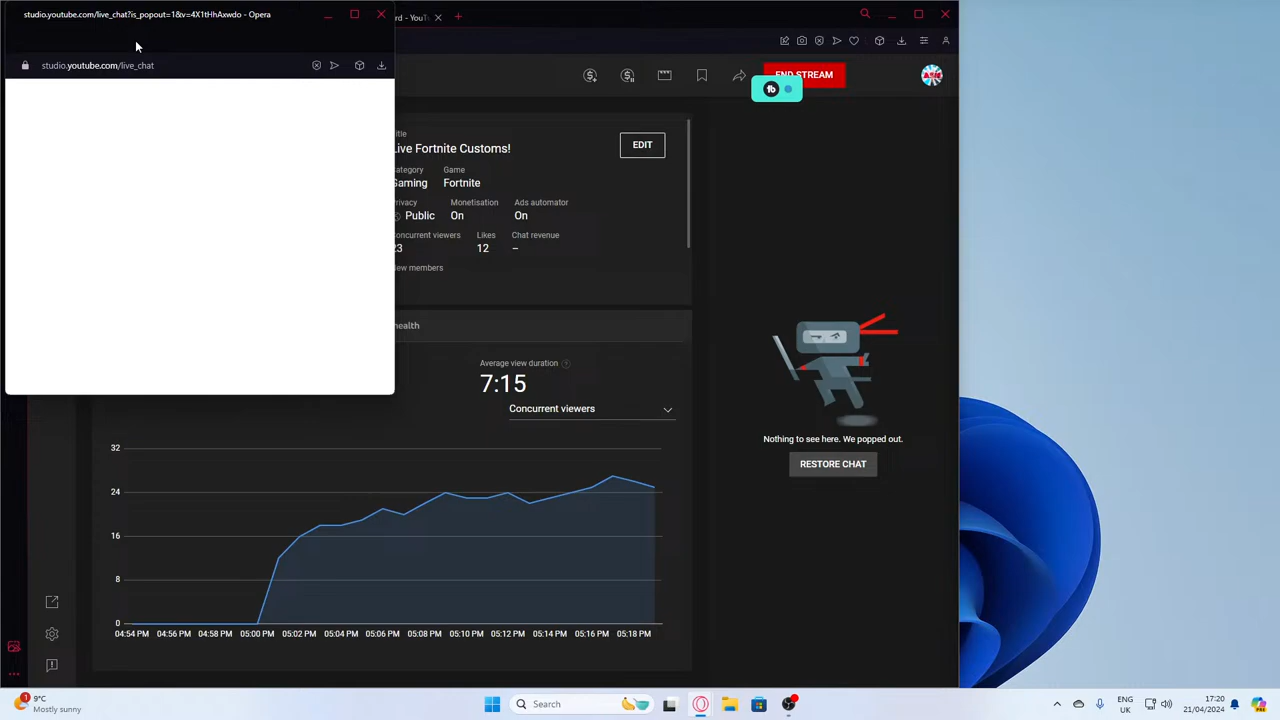 studio.youtube.com/live_chat?is_popout=1&v=4X1tHhAxwdo - Opera
rd - YouT
studio.youtube.com/live_chat
END STREAM
Title
Live Fortnite Customs!
EDIT
Category
Game
Gaming
Fortnite
Privacy
Monetisation
Ads automator
Public
On
On
Concurrent viewers
Likes
Chat revenue
23
12
–
New members
health
Average view duration
7:15
Concurrent viewers
Nothing to see here. We popped out.
RESTORE CHAT
32
24
16
8
0
04:54 PM 04:56 PM 04:58 PM 05:00 PM 05:02 PM 05:04 PM 05:06 PM 05:08 PM 05:10 PM 05:12 PM 05:14 PM 05:16 PM 05:18 PM
1
9°C
Mostly sunny
Search
ENG
UK
17:20
21/04/2024